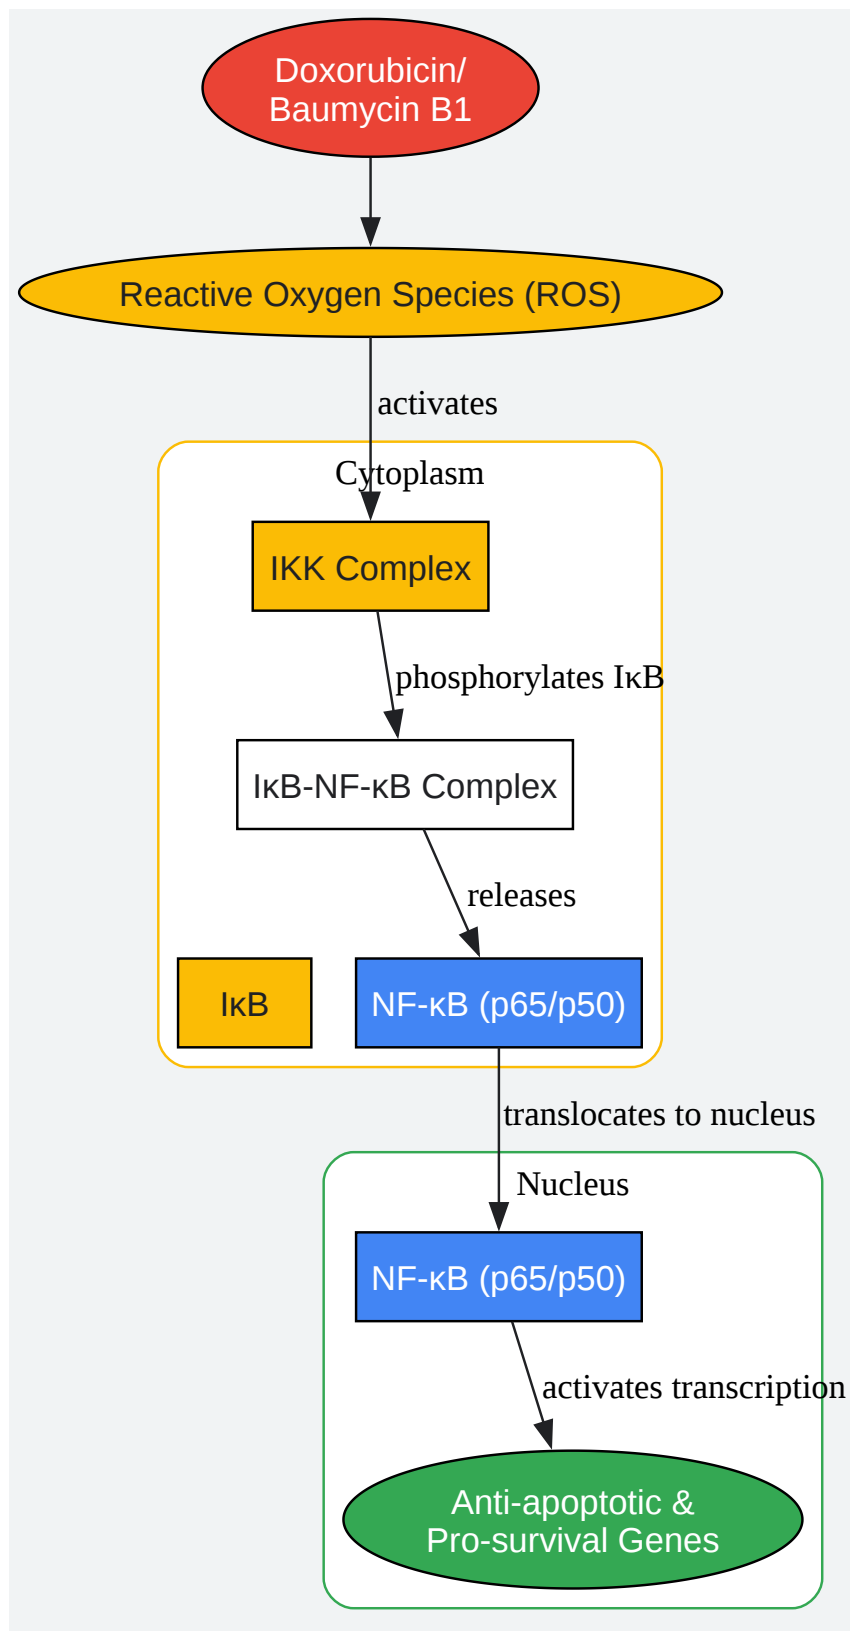 Doxorubicin/
Baumycin B1
Reactive Oxygen Species (ROS)
activates
Cytoplasm
IKK Complex
phosphorylates IκB
IκB-NF-κB Complex
releases
IκB
NF-κB (p65/p50)
translocates to nucleus
Nucleus
NF-κB (p65/p50)
activates transcription
Anti-apoptotic &
Pro-survival Genes